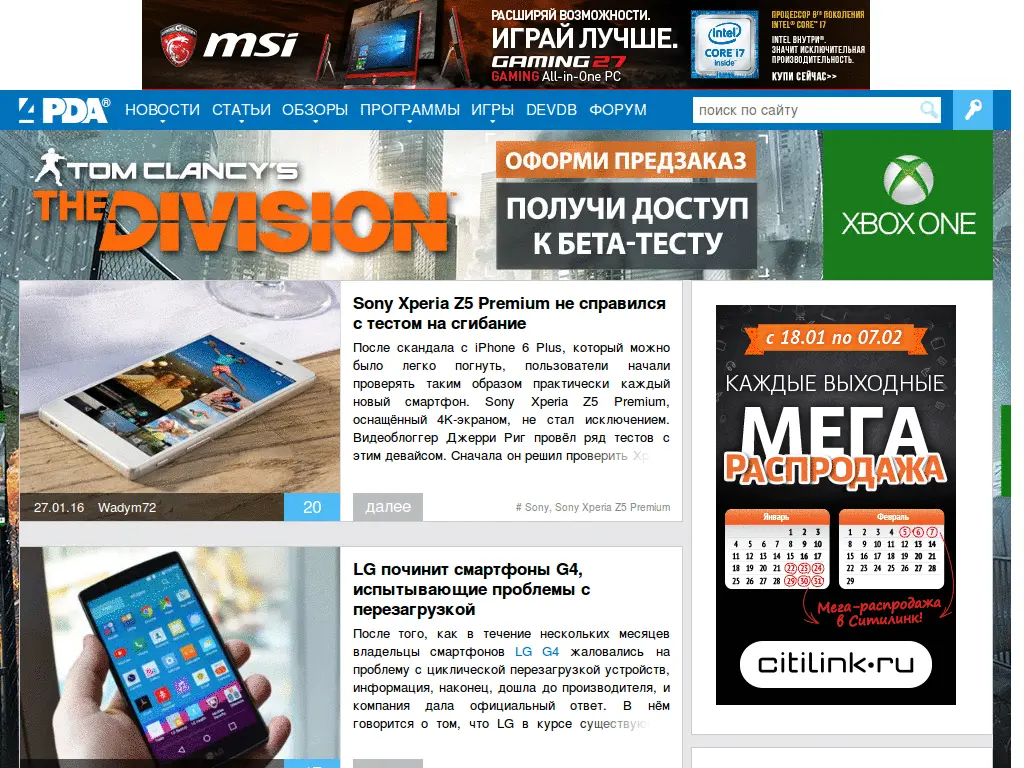 msi
РАСШИРЯЙ ВОЗМОЖНОСТИ.
ИГРАЙ ЛУЧШЕ.
GAMING 27
GAMING All-in-One PC
intel
CORE i7
inside
ПРОЦЕССОР 6го ПОКОЛЕНИЯ
INTEL® CORE™ i7
INTEL ВНУТРИ®.
ЗНАЧИТ ИСКЛЮЧИТЕЛЬНАЯ
ПРОИЗВОДИТЕЛЬНОСТЬ.
КУПИ СЕЙЧАС>>
4PDA®
НОВОСТИ СТАТЬИ ОБЗОРЫ ПРОГРАММЫ ИГРЫ DEVDB ФОРУМ
поиск по сайту
TOM CLANCY'S
THE DIVISION™
ОФОРМИ ПРЕДЗАКАЗ
ПОЛУЧИ ДОСТУП
К БЕТА-ТЕСТУ
XBOX ONE
Sony Xperia Z5 Premium не справился
с тестом на сгибание
После скандала с iPhone 6 Plus, который можно
было легко погнуть, пользователи начали
проверять таким образом практически каждый
новый смартфон. Sony Xperia Z5 Premium,
оснащённый 4K-экраном, не стал исключением.
Видеоблоггер Джерри Риг провёл ряд тестов с
этим девайсом. Сначала он решил проверить Xp
27.01.16 Wadym72
20
далее
# Sony, Sony Xperia Z5 Premium
LG починит смартфоны G4,
испытывающие проблемы с
перезагрузкой
После того, как в течение нескольких месяцев
владельцы смартфонов LG G4 жаловались на
проблему с циклической перезагрузкой устройств,
информация, наконец, дошла до производителя, и
компания дала официальный ответ. В нём
говорится о том, что LG в курсе существую
LG
с 18.01 по 07.02
КАЖДЫЕ ВЫХОДНЫЕ
МЕГА
РАСПРОДАЖА
Январь
1 2 3
4 5 6 7 8 9 10
11 12 13 14 15 16 17
18 19 20 21 22 23 24
25 26 27 28 29 30 31
Февраль
1 2 3 4 5 6 7
8 9 10 11 12 13 14
15 16 17 18 19 20 21
22 23 24 25 26 27 28
29
Мега-распродажа
в Ситилинк!
citilink•ru